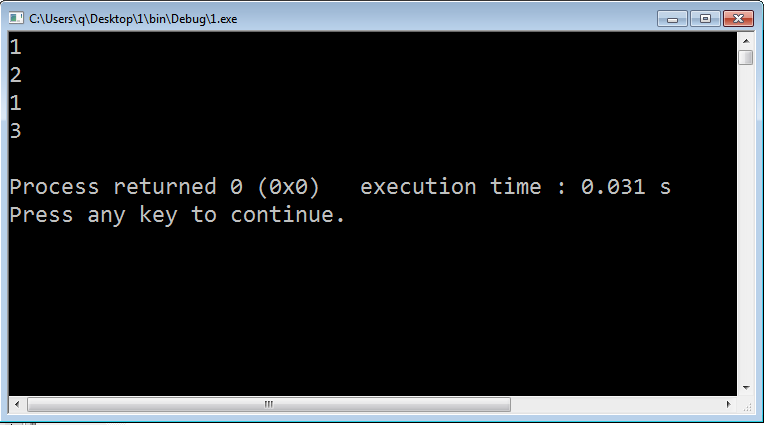 C:\Users\q\Desktop\1\bin\Debug\1.exe
1
2
1
3
Process returned 0 (0x0)   execution time : 0.031 s
Press any key to continue.